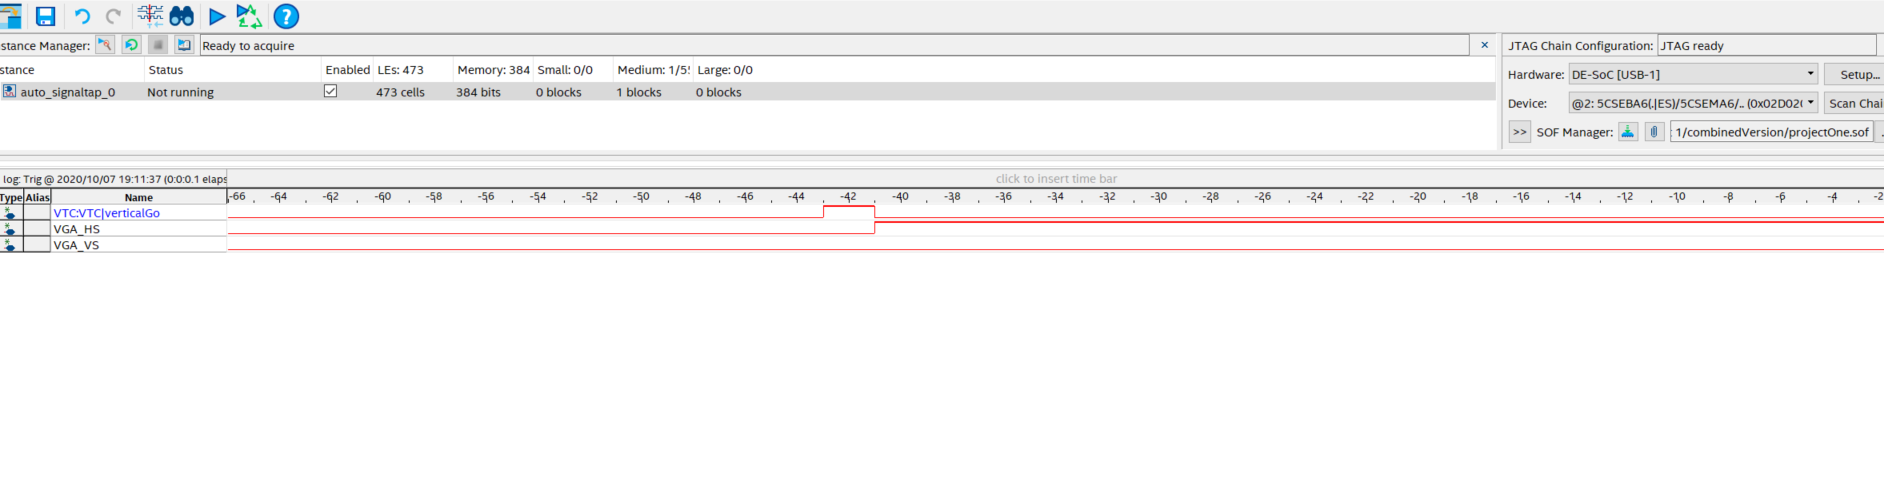 stance Manager: Ready to acquire × JTAG Chain Configuration: JTAG ready
stance Status Enabled LEs: 473 Memory: 384 Small: 0/0 Medium: 1/5 Large: 0/0
Hardware: DE-SoC [USB-1] Setup...
auto_signaltap_0 Not running 473 cells 384 bits 0 blocks 1 blocks 0 blocks
Device: @2: 5CSEBA6(.|ES)/5CSEMA6/.. (0x02D02( Scan Chai
>> SOF Manager: 1/combinedVersion/projectOne.sof
log: Trig @ 2020/10/07 19:11:37 (0:0:0.1 elaps click to insert time bar
Type Alias Name -66 -64 -62 -60 -58 -56 -54 -52 -50 -48 -46 -44 -42 -40 -38 -36 -34 -32 -30 -28 -26 -24 -22 -20 -18 -16 -14 -12 -10 -8 -6 -4 -2
VTC:VTC|verticalGo
VGA_HS
VGA_VS